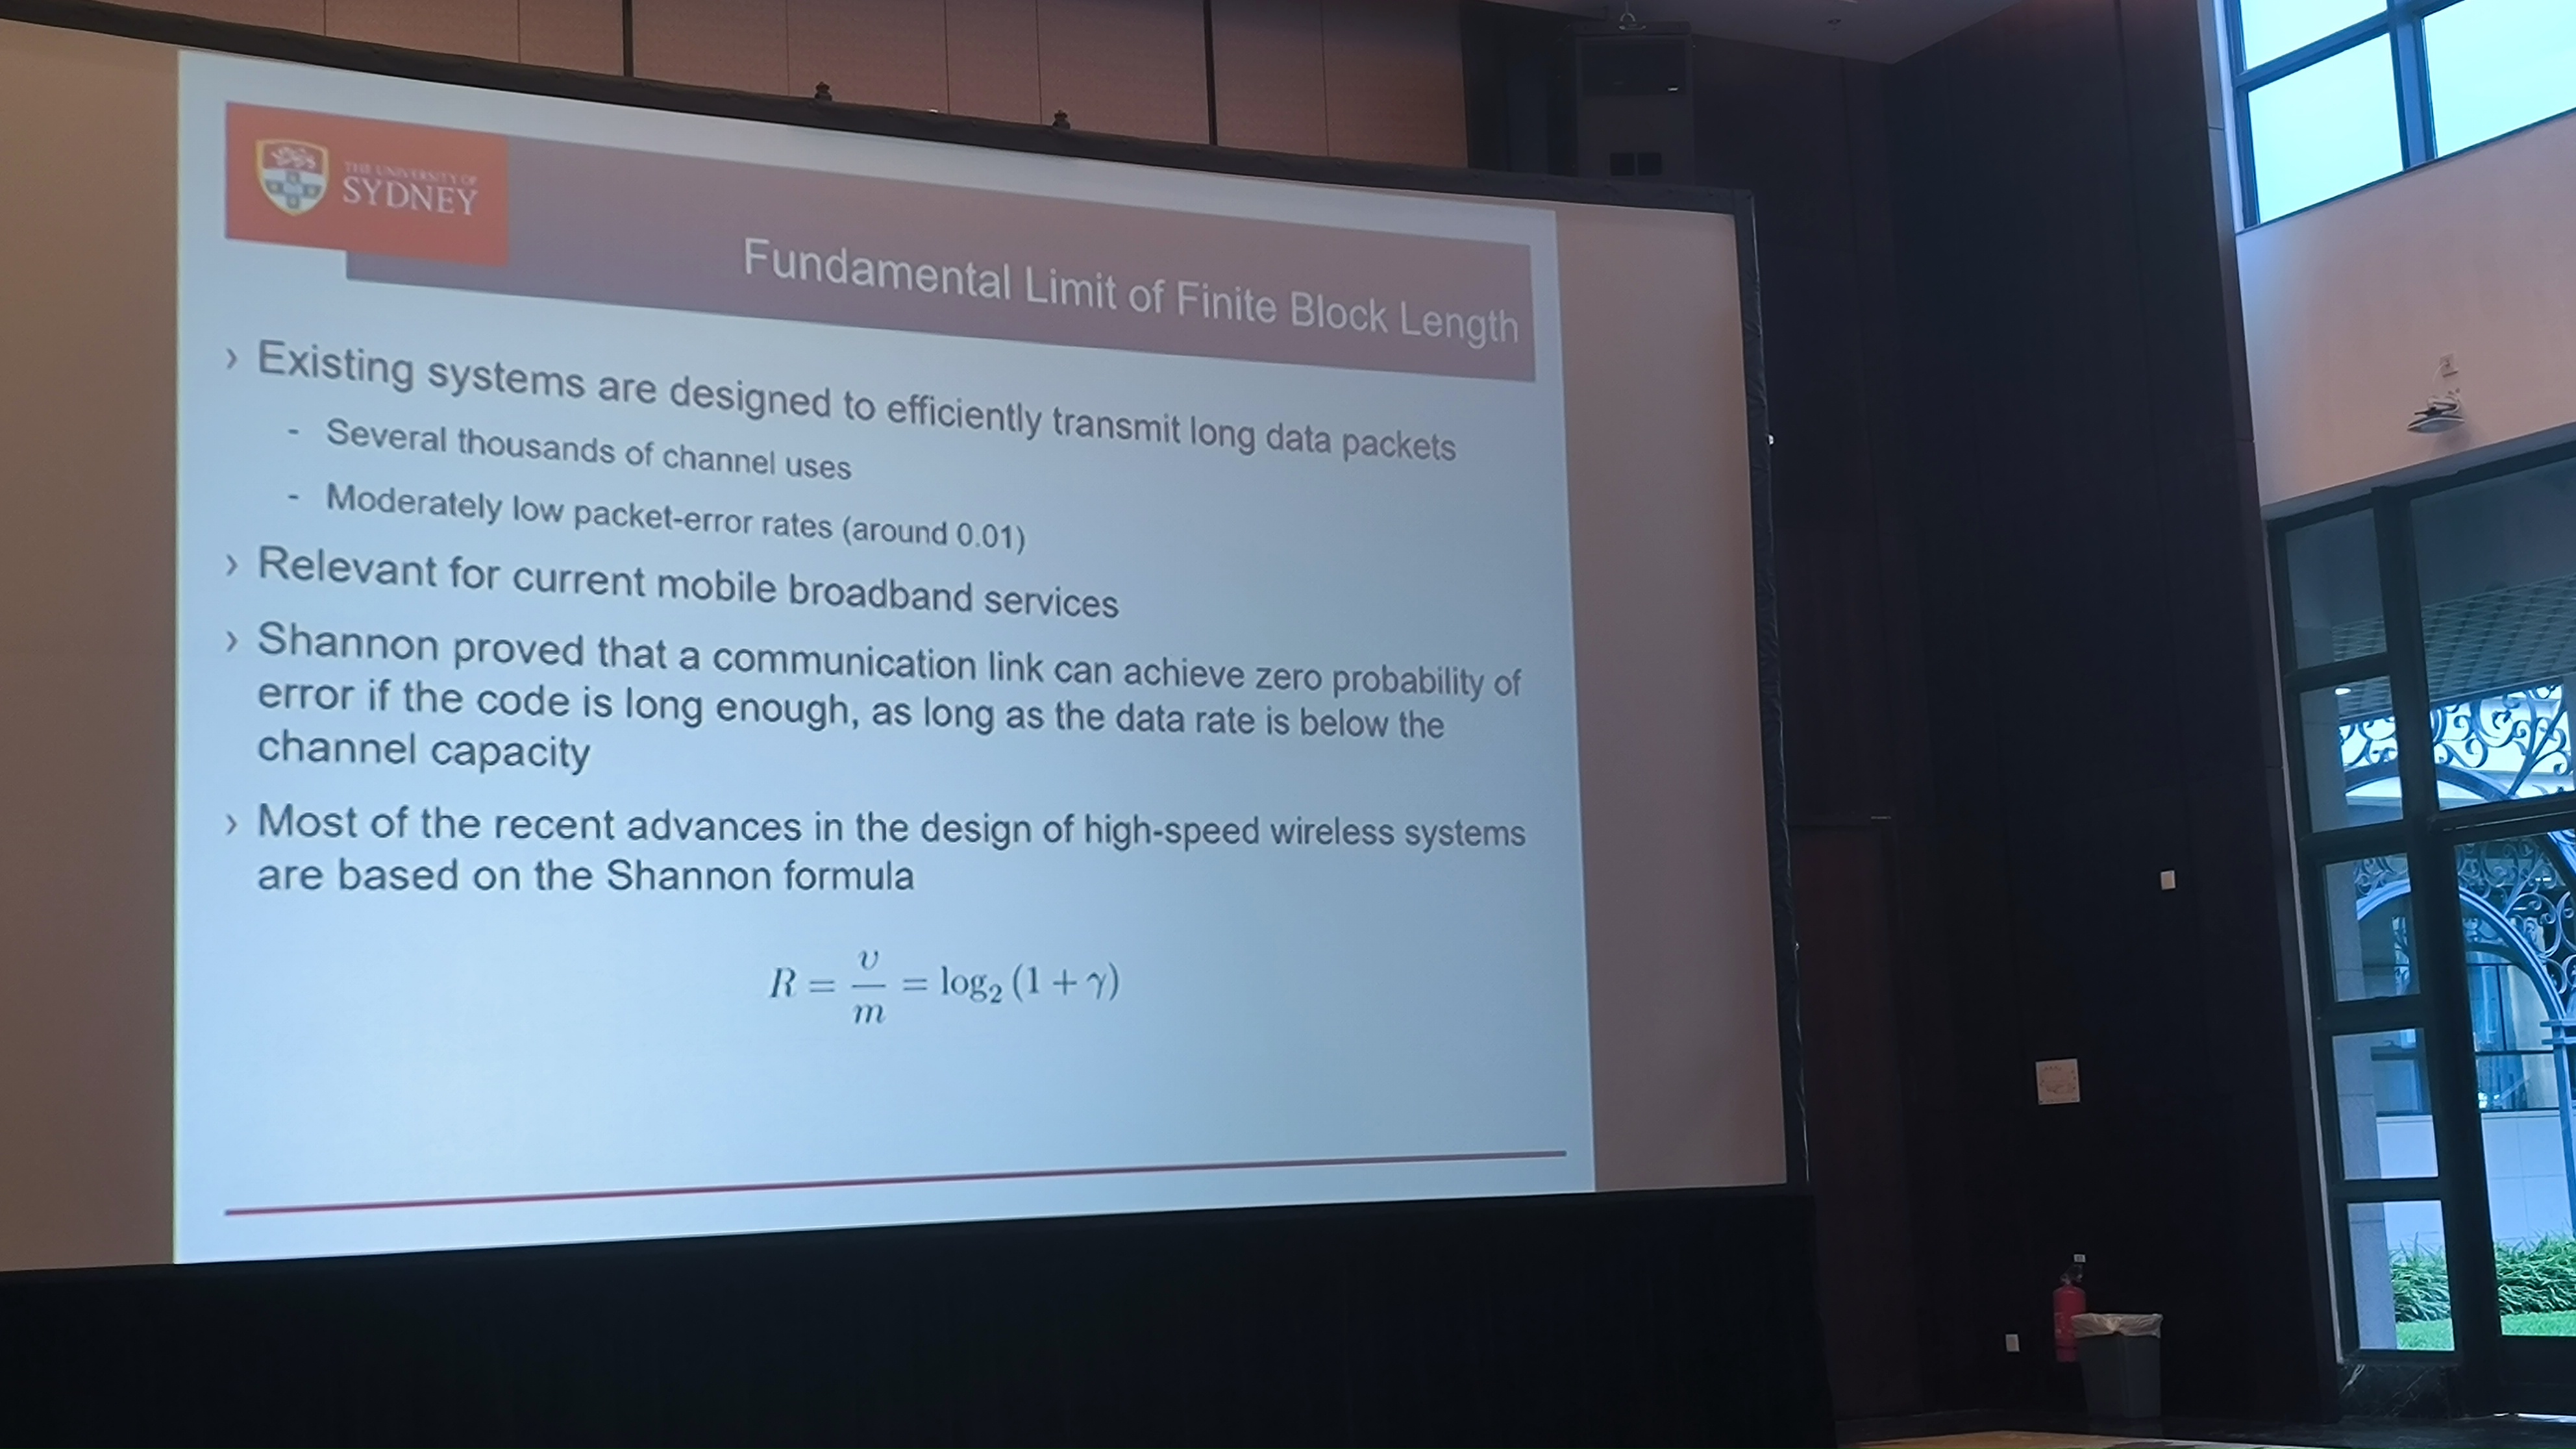 THE UNIVERSITY OF
SYDNEY
Fundamental Limit of Finite Block Length
› Existing systems are designed to efficiently transmit long data packets
- Several thousands of channel uses
- Moderately low packet-error rates (around 0.01)
› Relevant for current mobile broadband services
› Shannon proved that a communication link can achieve zero probability of
error if the code is long enough, as long as the data rate is below the
channel capacity
› Most of the recent advances in the design of high-speed wireless systems
are based on the Shannon formula
R = υ/m = log₂ (1 + γ)